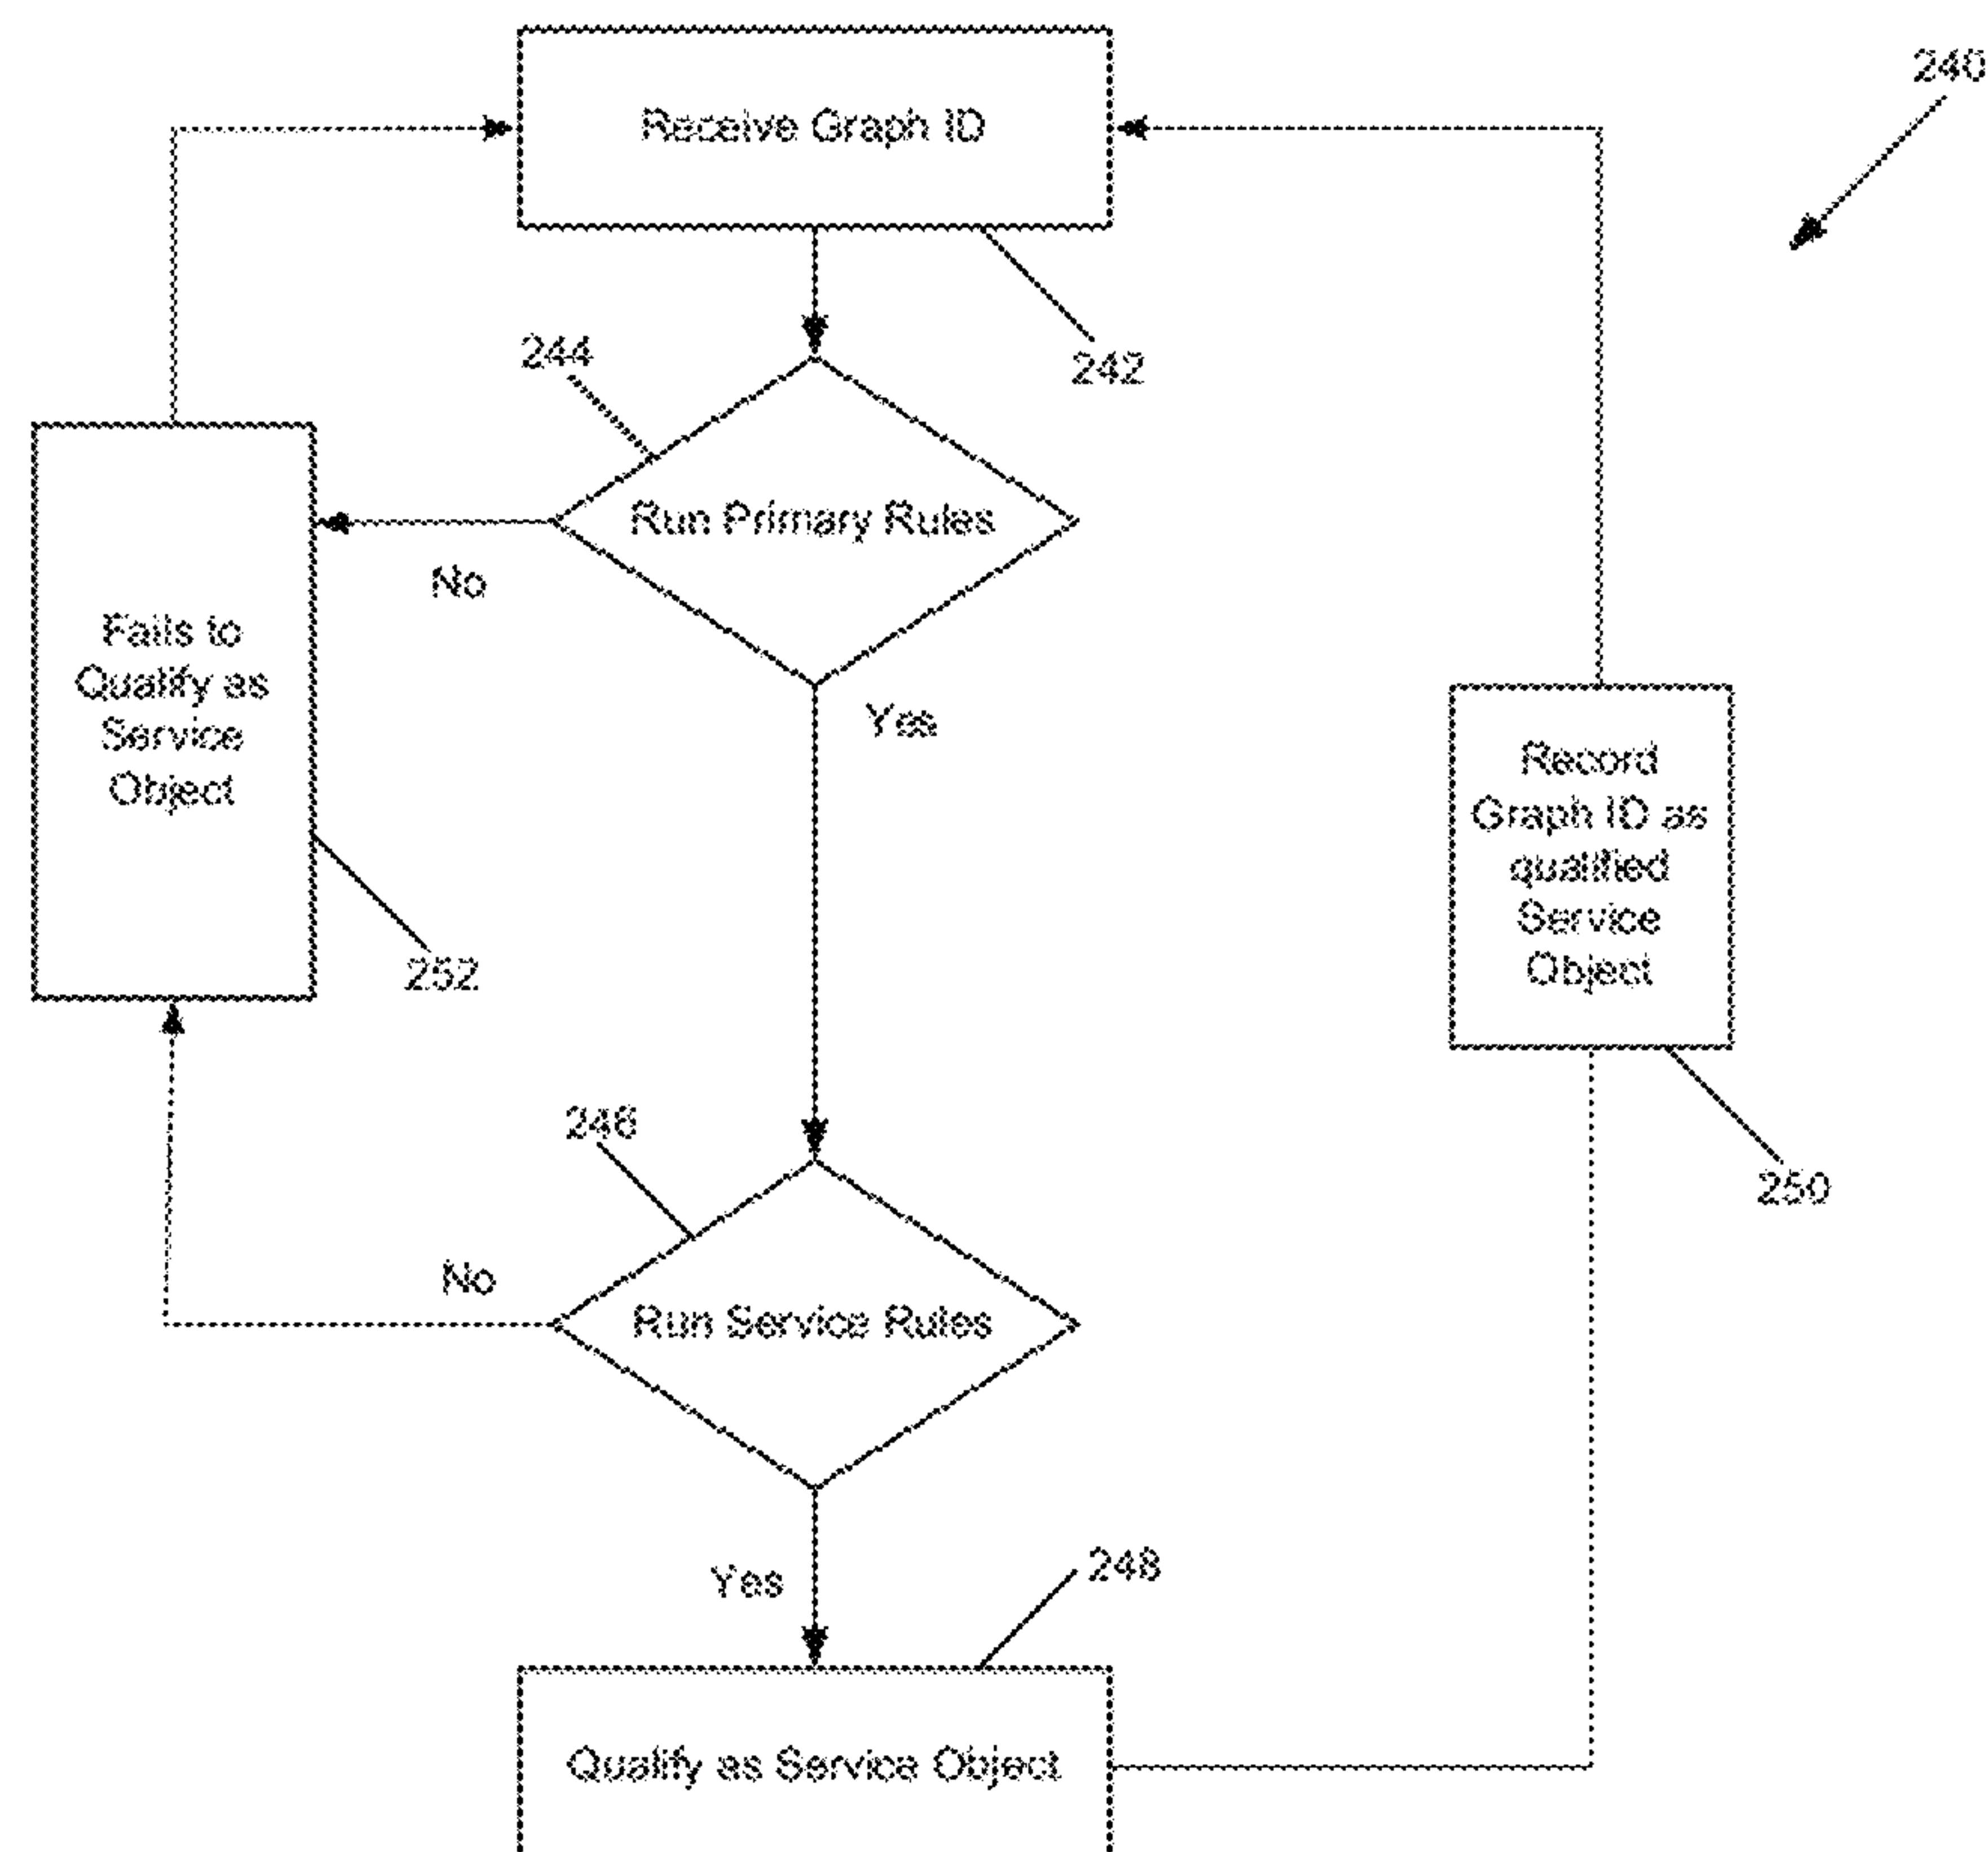 240
Receive Graph ID
242
244
Run Primary Rules
No
Yes
Fails to
Qualify as
Service
Object
252
Record
Graph ID as
qualified
Service
Object
250
246
Run Service Rules
No
Yes
248
Qualify as Service Object